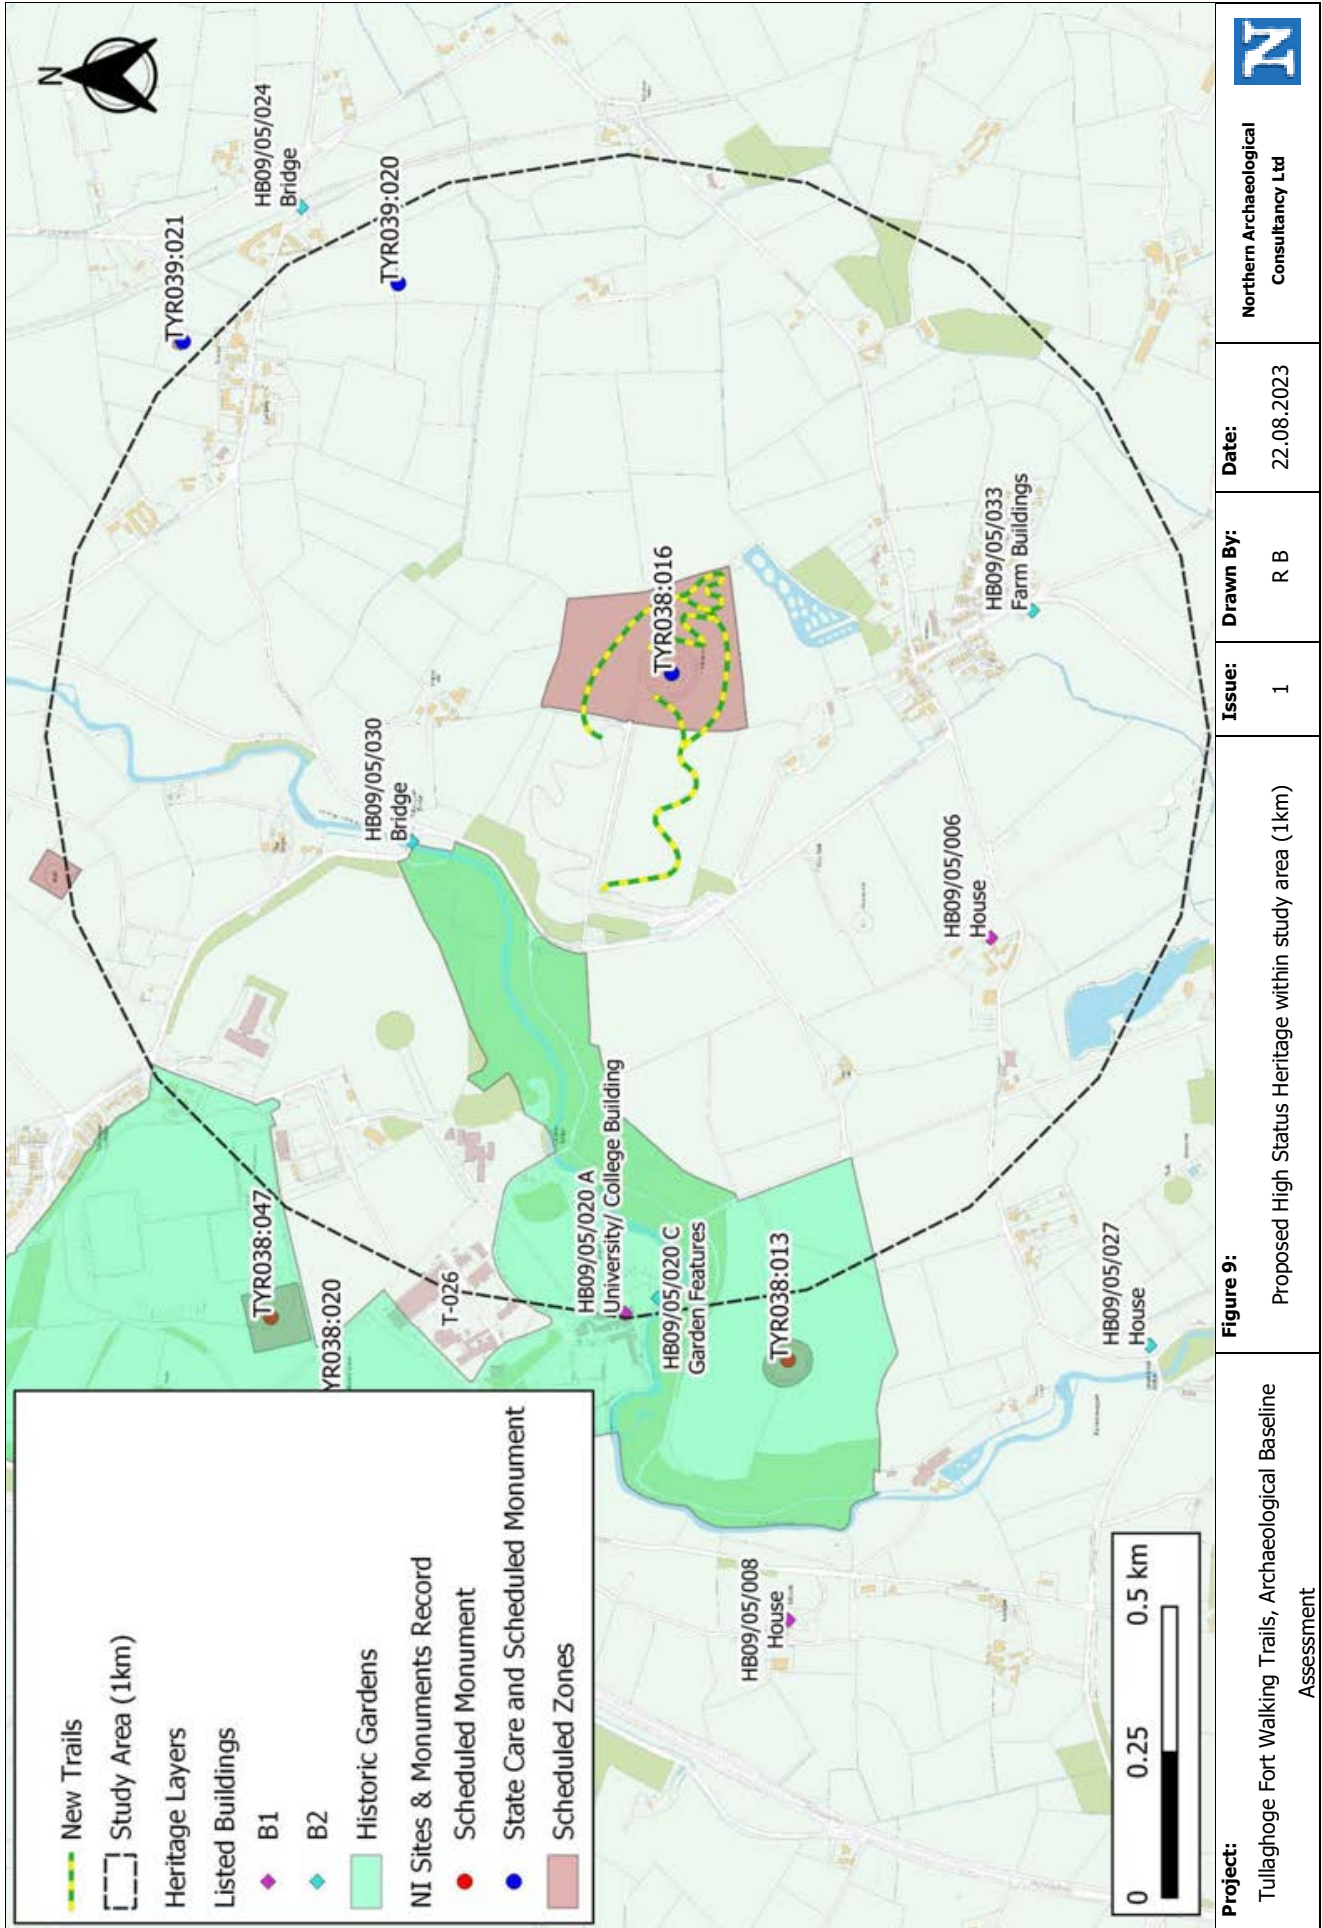 New Trails
Study Area (1km)
Heritage Layers
Listed Buildings
B1
B2
Historic Gardens
NI Sites & Monuments Record
Scheduled Monument
State Care and Scheduled Monument
Scheduled Zones
N
TYR039:021
HB09/05/024
Bridge
TYR039:020
HB09/05/030
Bridge
TYR038:047
YR038:020
T-026
HB09/05/020 A
University/ College Building
HB09/05/020 C
Garden Features
TYR038:016
TYR038:013
HB09/05/008
House
HB09/05/006
House
HB09/05/033
Farm Buildings
HB09/05/027
House
0 0.25 0.5 km
Project:
Tullaghoge Fort Walking Trails, Archaeological Baseline
Assessment
Figure 9:
Proposed High Status Heritage within study area (1km)
Issue:
1
Drawn By:
R B
Date:
22.08.2023
Northern Archaeological
Consultancy Ltd
N